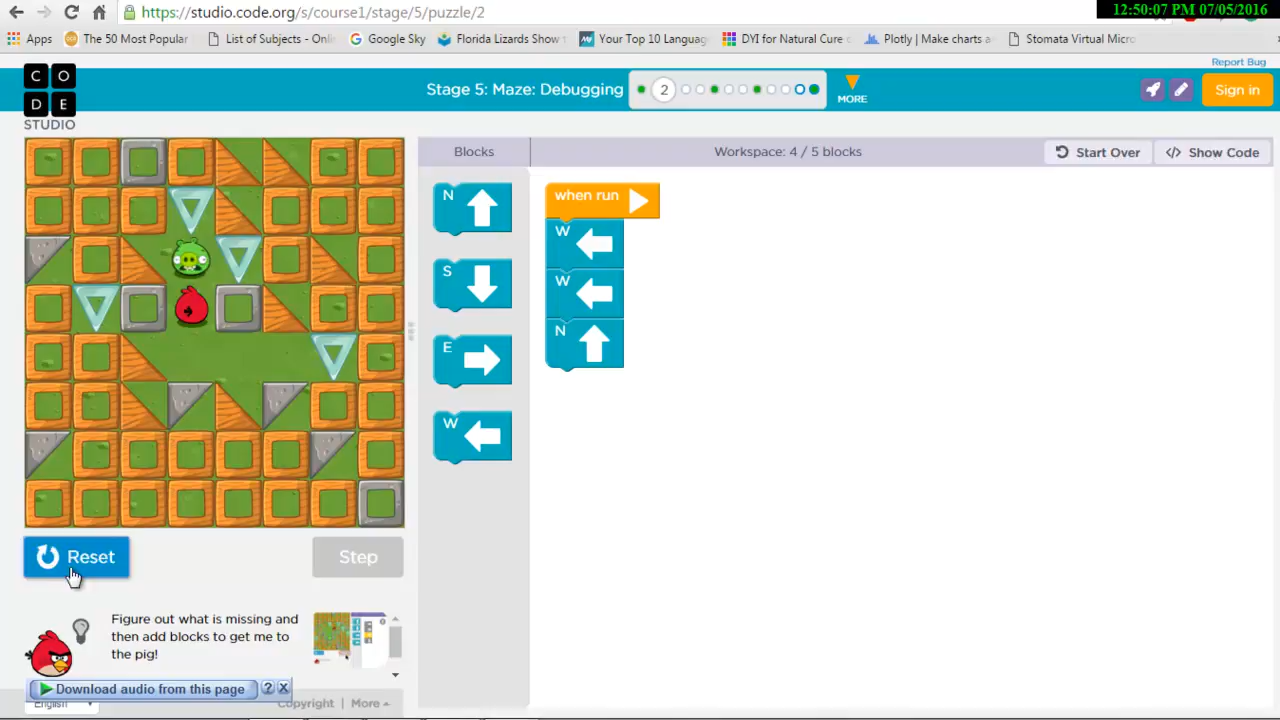 https://studio.code.org/s/course1/stage/5/puzzle/2
12:50:07 PM 07/05/2016
Apps
The 50 Most Popular
List of Subjects - Onli
Google Sky
Florida Lizards Short
Your Top 10 Languag
DYI for Natural Cure o
Plotly | Make charts a
Stomata Virtual Micro
Report Bug
C O
D E
STUDIO
Stage 5: Maze: Debugging
2
MORE
Sign in
Blocks
Workspace: 4 / 5 blocks
Start Over
</> Show Code
N
S
E
W
when run
W
W
N
Reset
Step
Figure out what is missing and
then add blocks to get me to
the pig!
Download audio from this page
? X
English
Copyright | More